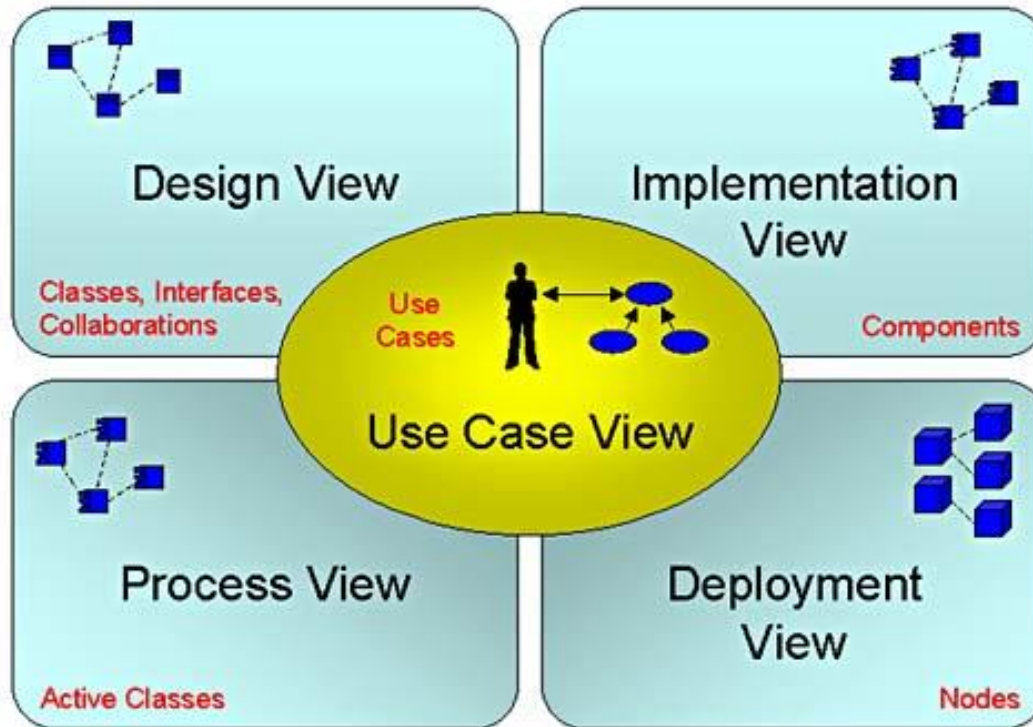 Design View
Classes, Interfaces,
Collaborations
Implementation
View
Components
Use
Cases
Use Case View
Process View
Active Classes
Deployment
View
Nodes